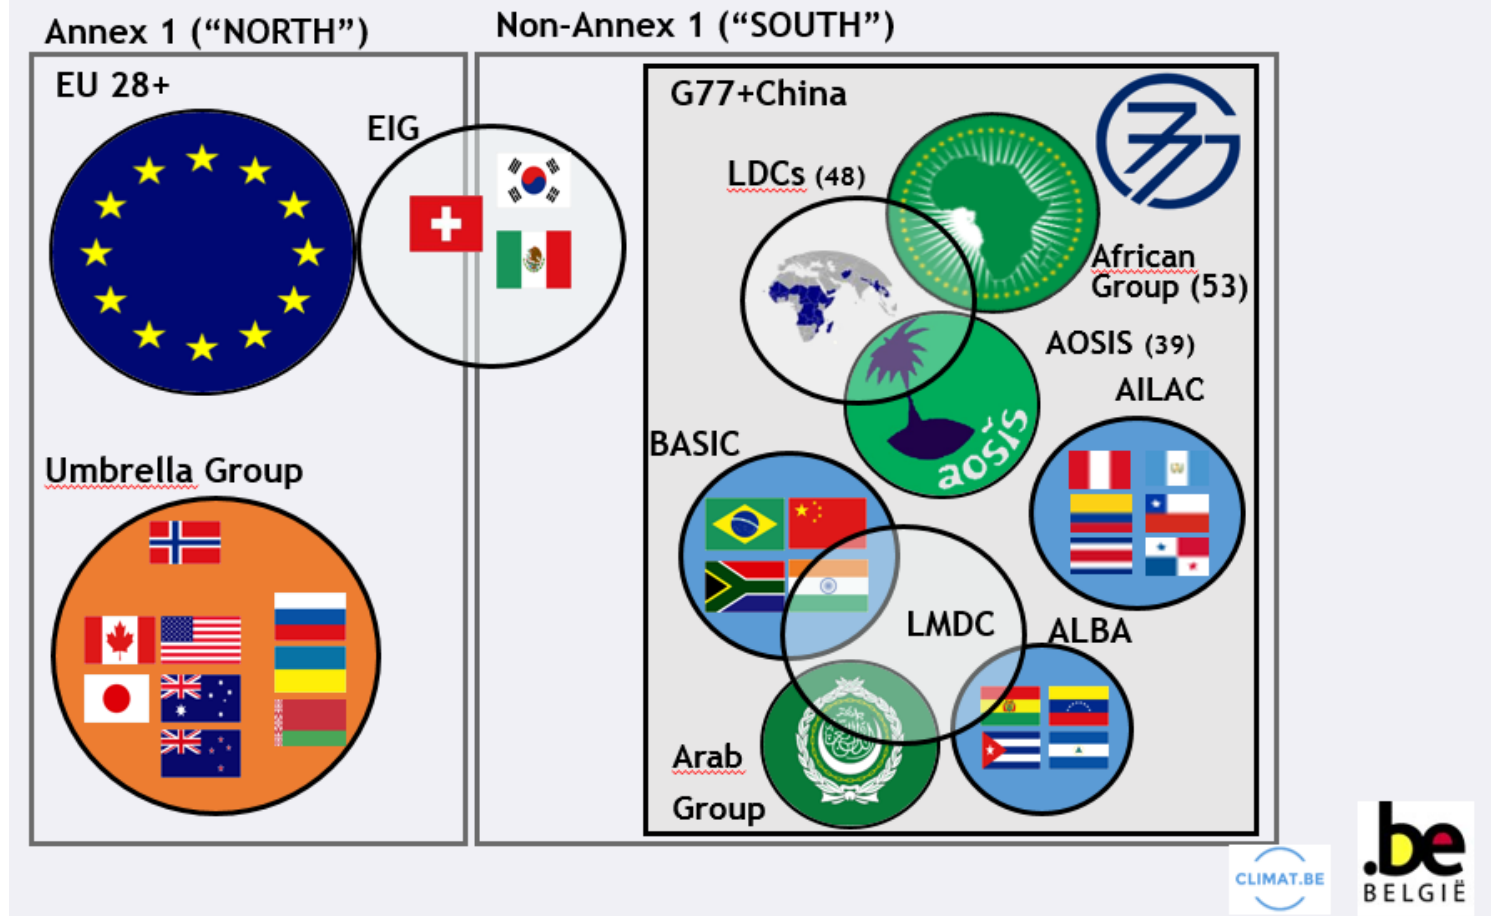 Annex 1 (“NORTH”)
Non-Annex 1 (“SOUTH”)
EU 28+
EIG
G77+China
LDCs (48)
African
Group (53)
AOSIS (39)
aosis
AILAC
BASIC
Umbrella Group
LMDC
ALBA
Arab
Group
CLIMAT.BE
.be
BELGIË